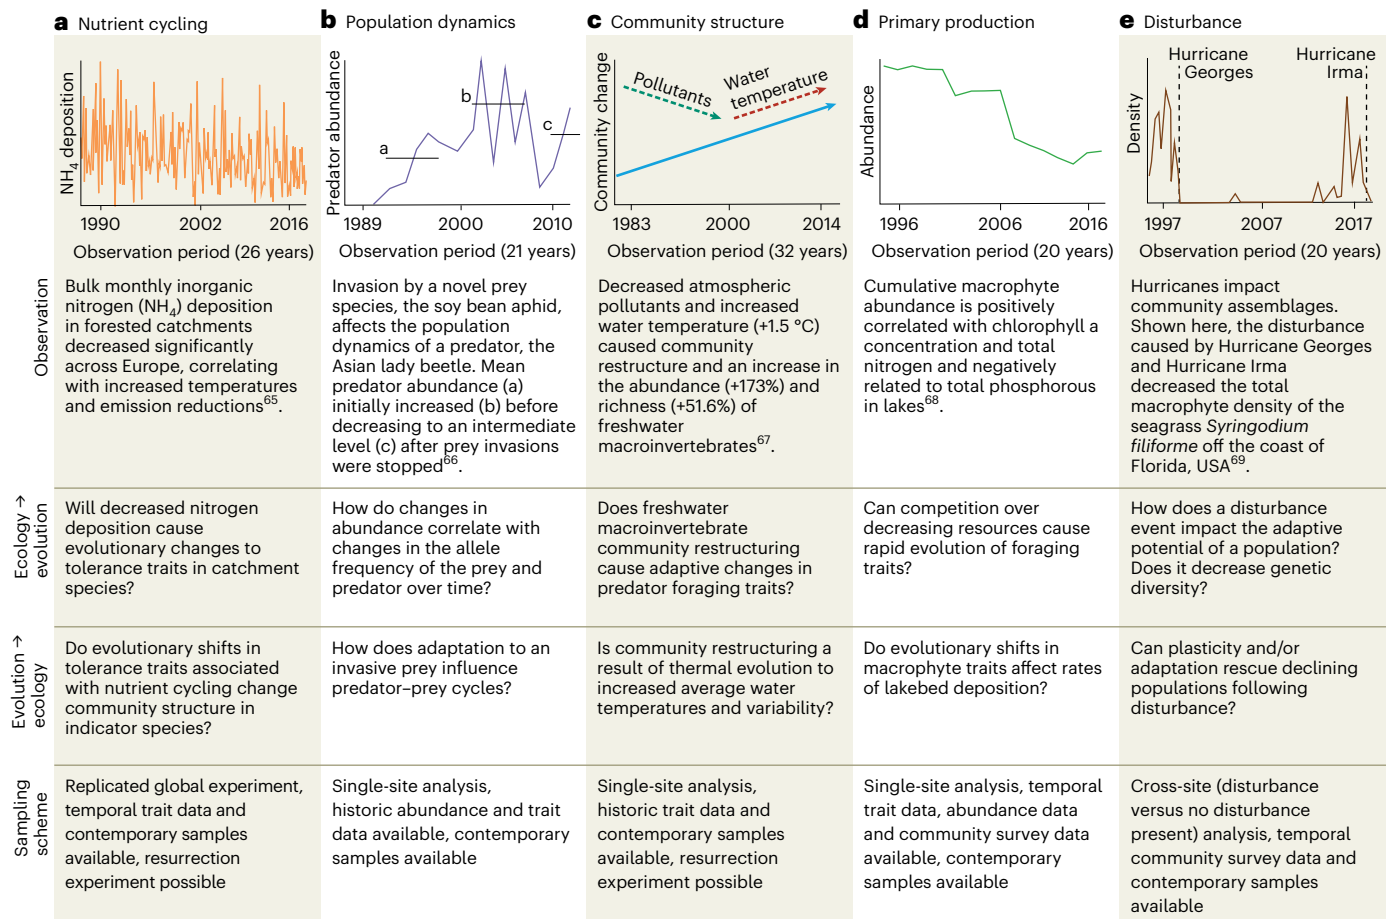 a Nutrient cycling
NH4 deposition
1990 2002 2016
Observation period (26 years)
b Population dynamics
Predator abundance
a
b
c
1989 2000 2010
Observation period (21 years)
c Community structure
Community change
Pollutants
Water
temperature
1983 2000 2014
Observation period (32 years)
d Primary production
Abundance
1996 2006 2016
Observation period (20 years)
e Disturbance
Hurricane
Georges
Hurricane
Irma
Density
1997 2007 2017
Observation period (20 years)
Observation
Bulk monthly inorganic
nitrogen (NH4) deposition
in forested catchments
decreased significantly
across Europe, correlating
with increased temperatures
and emission reductions65.
Invasion by a novel prey
species, the soy bean aphid,
affects the population
dynamics of a predator, the
Asian lady beetle. Mean
predator abundance (a)
initially increased (b) before
decreasing to an intermediate
level (c) after prey invasions
were stopped66.
Decreased atmospheric
pollutants and increased
water temperature (+1.5 °C)
caused community
restructure and an increase in
the abundance (+173%) and
richness (+51.6%) of
freshwater
macroinvertebrates67.
Cumulative macrophyte
abundance is positively
correlated with chlorophyll a
concentration and total
nitrogen and negatively
related to total phosphorous
in lakes68.
Hurricanes impact
community assemblages.
Shown here, the disturbance
caused by Hurricane Georges
and Hurricane Irma
decreased the total
macrophyte density of the
seagrass Syringodium
filiforme off the coast of
Florida, USA69.
Ecology →
evolution
Will decreased nitrogen
deposition cause
evolutionary changes to
tolerance traits in catchment
species?
How do changes in
abundance correlate with
changes in the allele
frequency of the prey and
predator over time?
Does freshwater
macroinvertebrate
community restructuring
cause adaptive changes in
predator foraging traits?
Can competition over
decreasing resources cause
rapid evolution of foraging
traits?
How does a disturbance
event impact the adaptive
potential of a population?
Does it decrease genetic
diversity?
Evolution →
ecology
Do evolutionary shifts in
tolerance traits associated
with nutrient cycling change
community structure in
indicator species?
How does adaptation to an
invasive prey influence
predator–prey cycles?
Is community restructuring a
result of thermal evolution to
increased average water
temperatures and variability?
Do evolutionary shifts in
macrophyte traits affect rates
of lakebed deposition?
Can plasticity and/or
adaptation rescue declining
populations following
disturbance?
Sampling
scheme
Replicated global experiment,
temporal trait data and
contemporary samples
available, resurrection
experiment possible
Single-site analysis,
historic abundance and trait
data available, contemporary
samples available
Single-site analysis,
historic trait data and
contemporary samples
available, resurrection
experiment possible
Single-site analysis, temporal
trait data, abundance data
and community survey data
available, contemporary
samples available
Cross-site (disturbance
versus no disturbance
present) analysis, temporal
community survey data and
contemporary samples
available